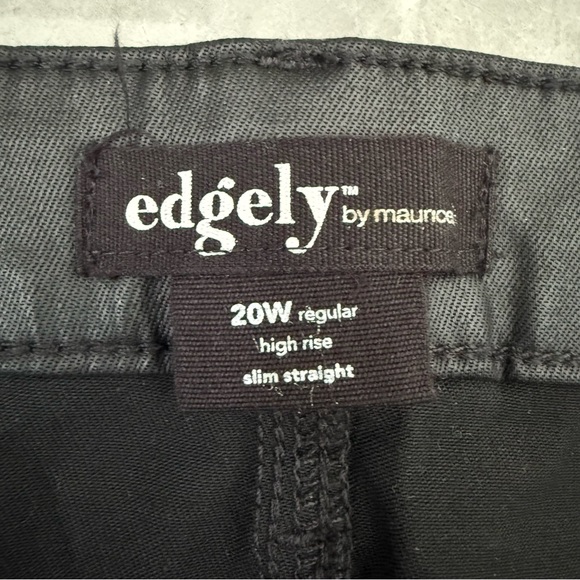 edgely™ by maurices
20W regular
high rise
slim straight